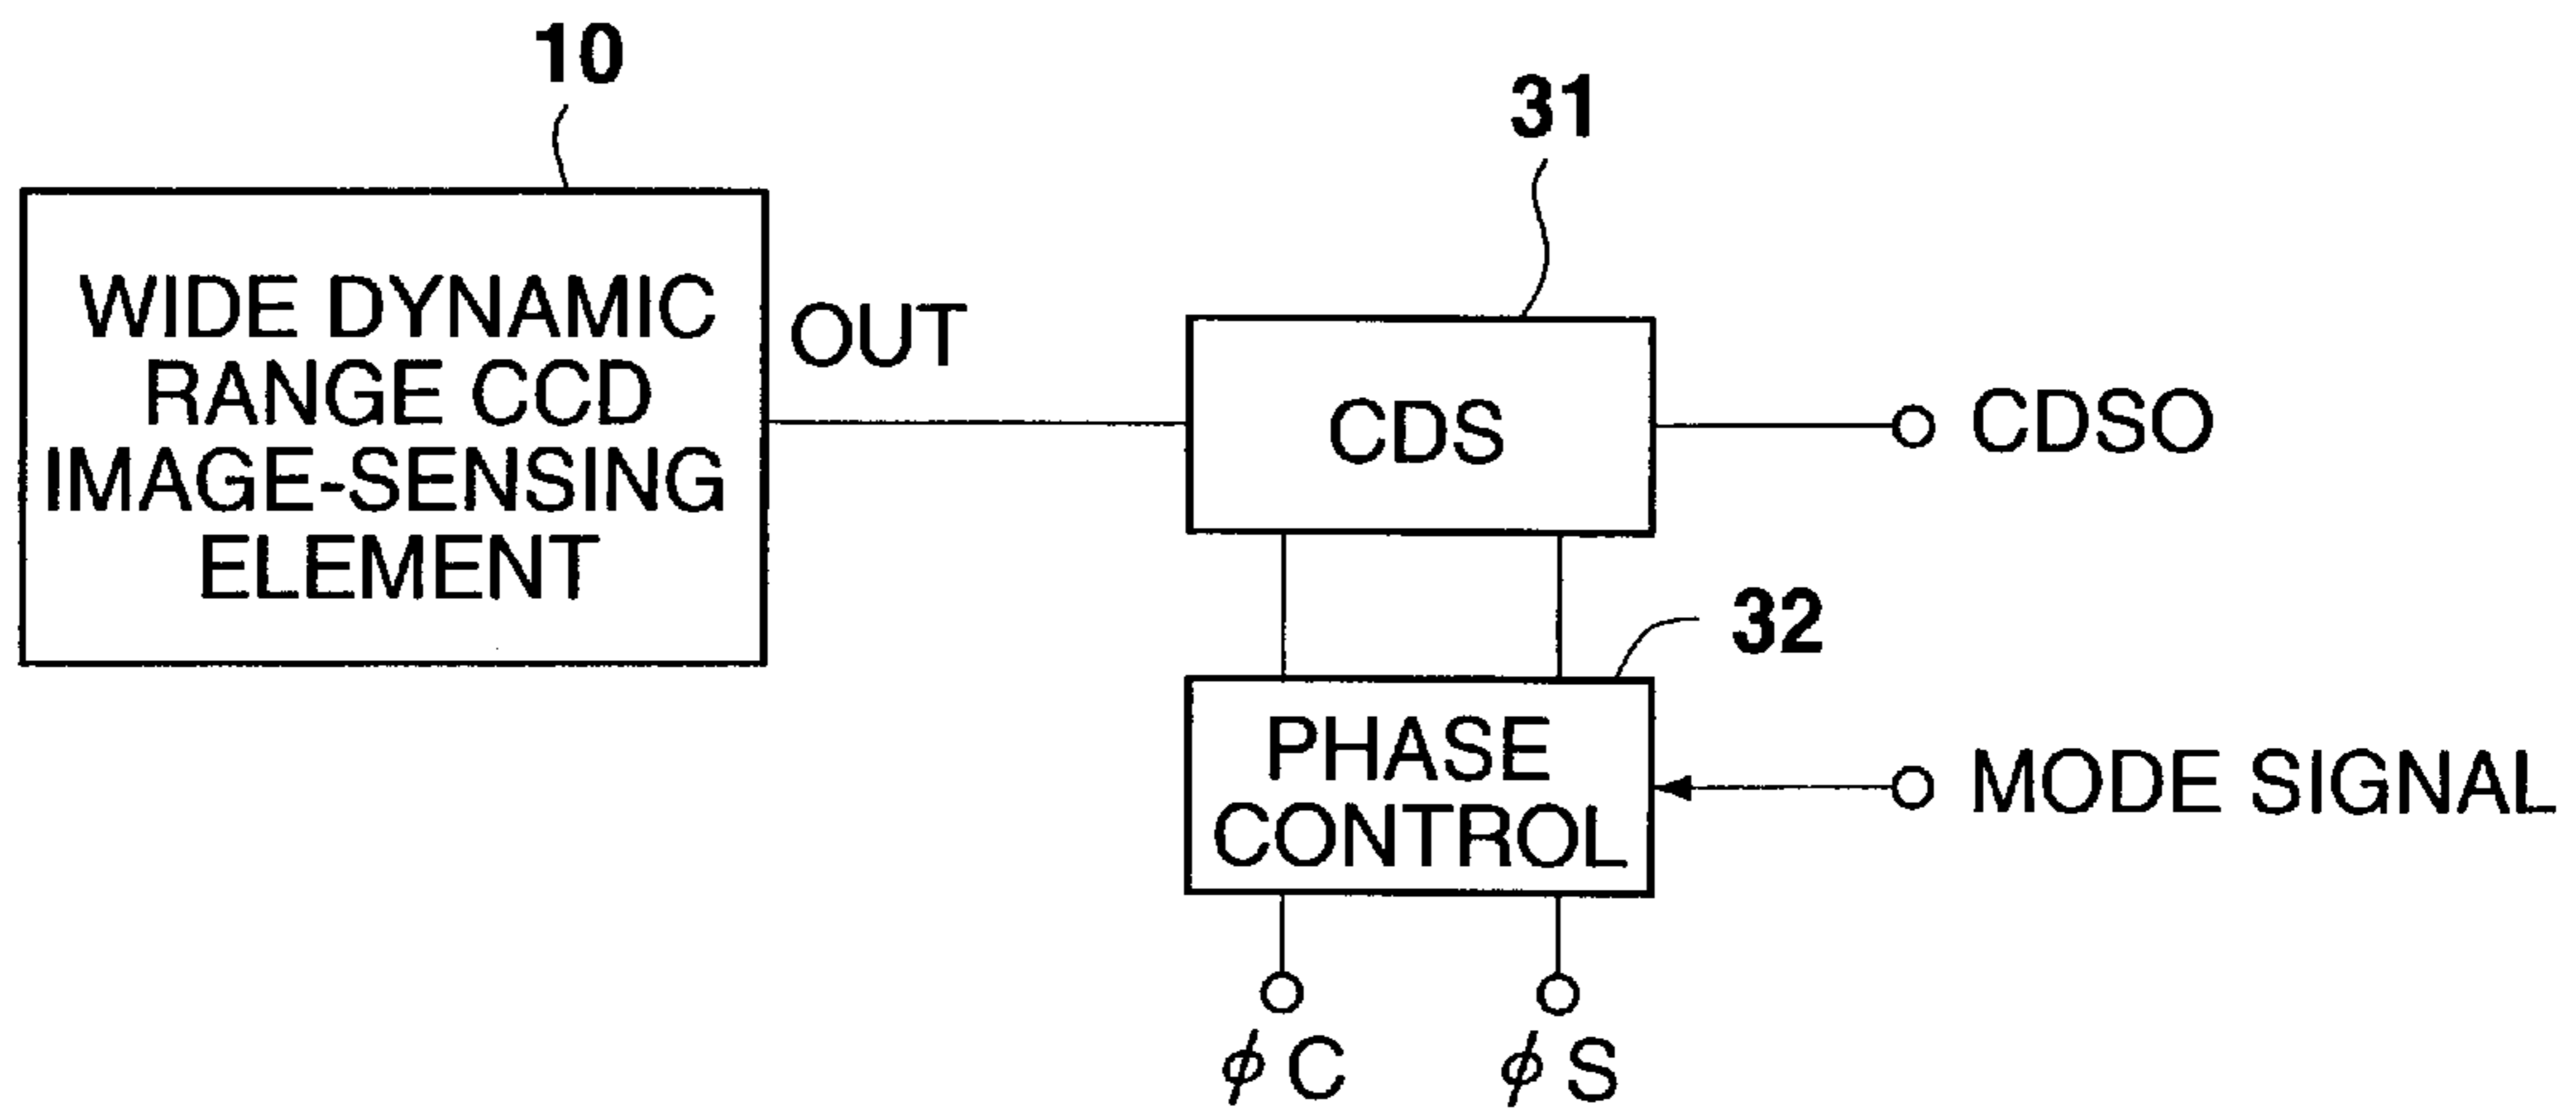 10
31
WIDE DYNAMIC
RANGE CCD
IMAGE-SENSING
ELEMENT
OUT
CDS
CDSO
32
PHASE
CONTROL
MODE SIGNAL
ϕC
ϕS